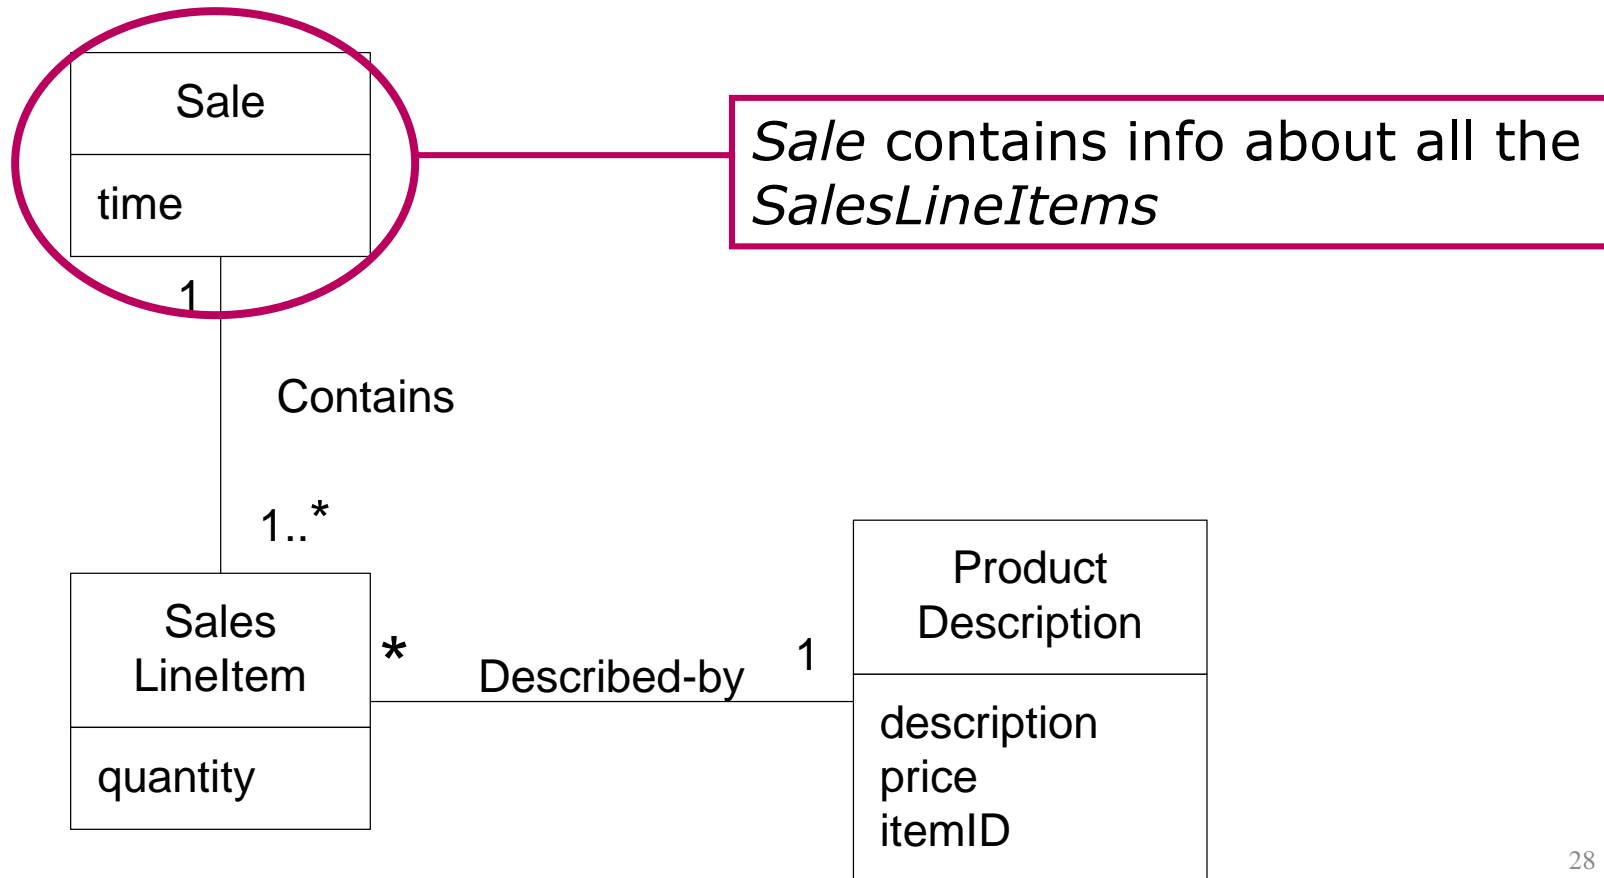 Sale
time
Sale contains info about all the
SalesLineItems
1
Contains
1..*
Sales
LineItem
quantity
*
Described-by
1
Product
Description
description
price
itemID
28